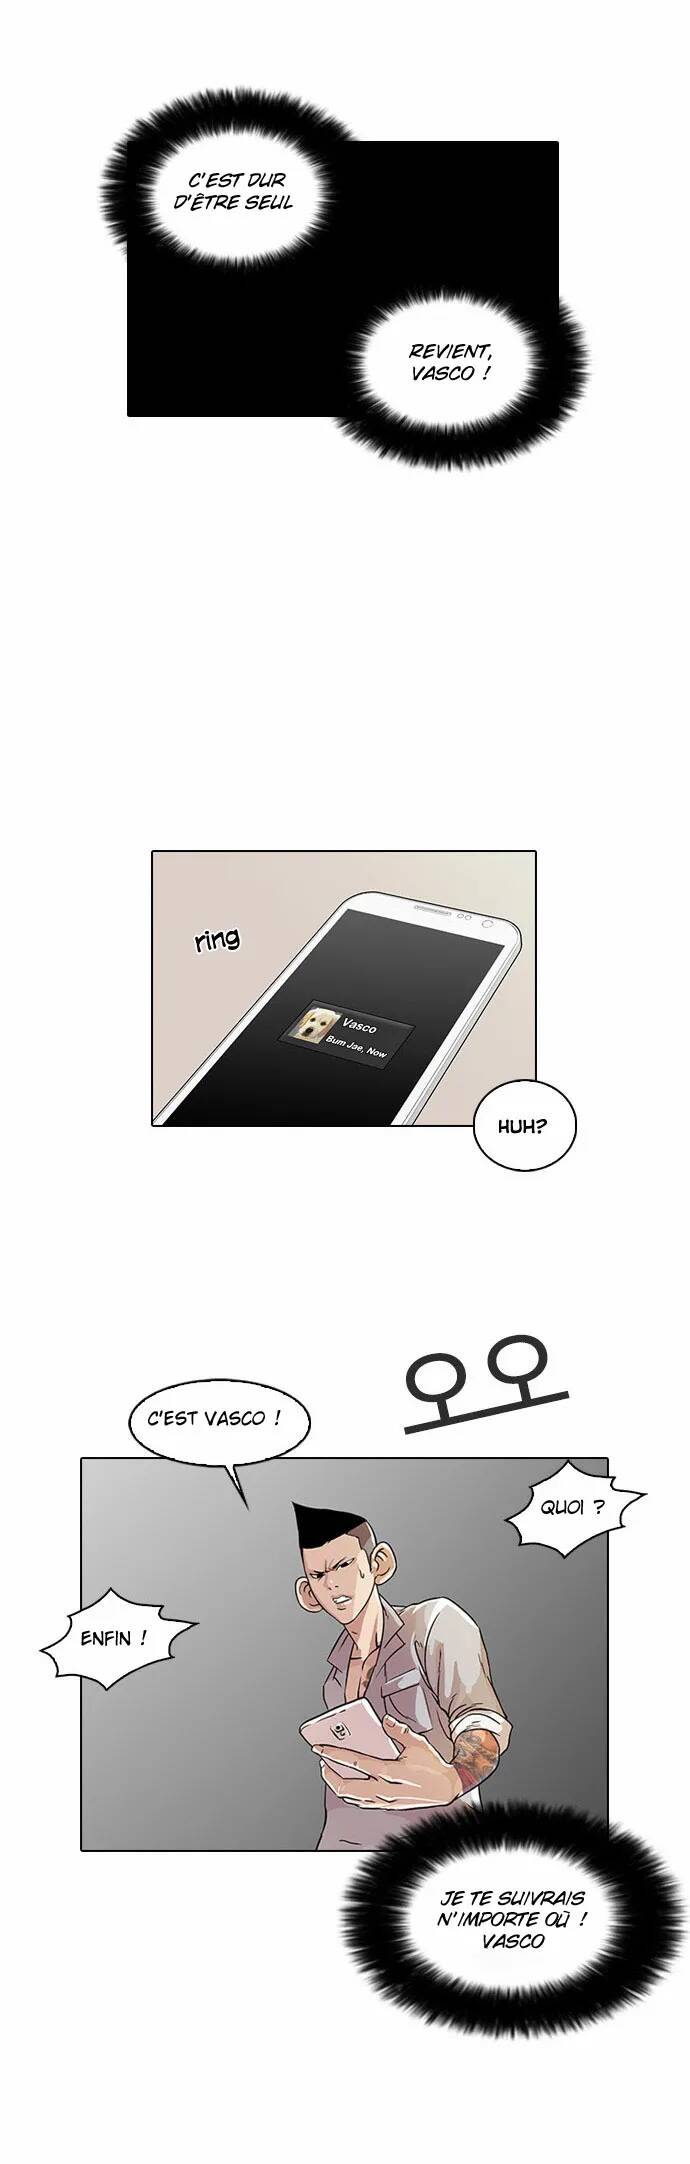 C'EST DUR
D'ÊTRE SEUL
REVIENT,
VASCO !
ring
Vasco
Bum Jae, Now
HUH?
오오
C'EST VASCO !
QUOI ?
ENFIN !
JE TE SUIVRAIS
N'IMPORTE OÙ !
VASCO